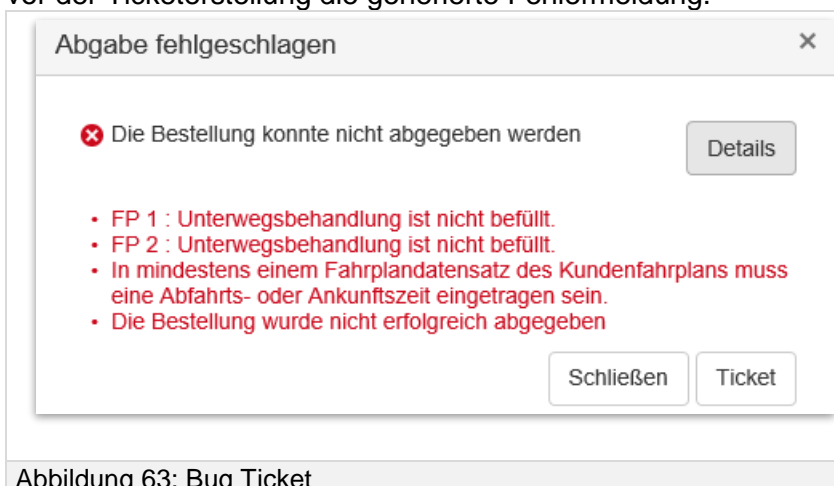 vor der Ticketerstellung die generierte Fehlermeldung.
Abgabe fehlgeschlagen ×
Die Bestellung konnte nicht abgegeben werden
Details
• FP 1 : Unterwegsbehandlung ist nicht befüllt.
• FP 2 : Unterwegsbehandlung ist nicht befüllt.
• In mindestens einem Fahrplandatensatz des Kundenfahrplans muss
eine Abfahrts- oder Ankunftszeit eingetragen sein.
• Die Bestellung wurde nicht erfolgreich abgegeben
Schließen Ticket
Abbildung 63: Bug Ticket